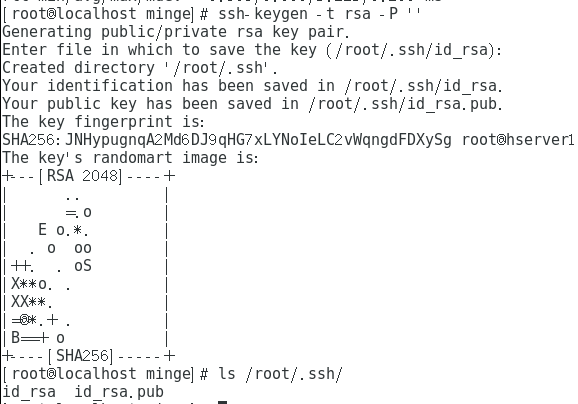 [root@localhost minge]# ssh-keygen -t rsa -P ''
Generating public/private rsa key pair.
Enter file in which to save the key (/root/.ssh/id_rsa):
Created directory '/root/.ssh'.
Your identification has been saved in /root/.ssh/id_rsa.
Your public key has been saved in /root/.ssh/id_rsa.pub.
The key fingerprint is:
SHA256:JNHypugnqA2Md6DJ9qHG7xLYNoIeLC2vWqngdFDXySg root@hserver1
The key's randomart image is:
+---[RSA 2048]----+
|       ..        |
|       =.o       |
|    E o.*.       |
|   . o  oo       |
|++.   . oS       |
|X**o. .          |
|XX**.            |
|=@*.+ .          |
|B===+ o          |
+----[SHA256]-----+
[root@localhost minge]# ls /root/.ssh/
id_rsa  id_rsa.pub